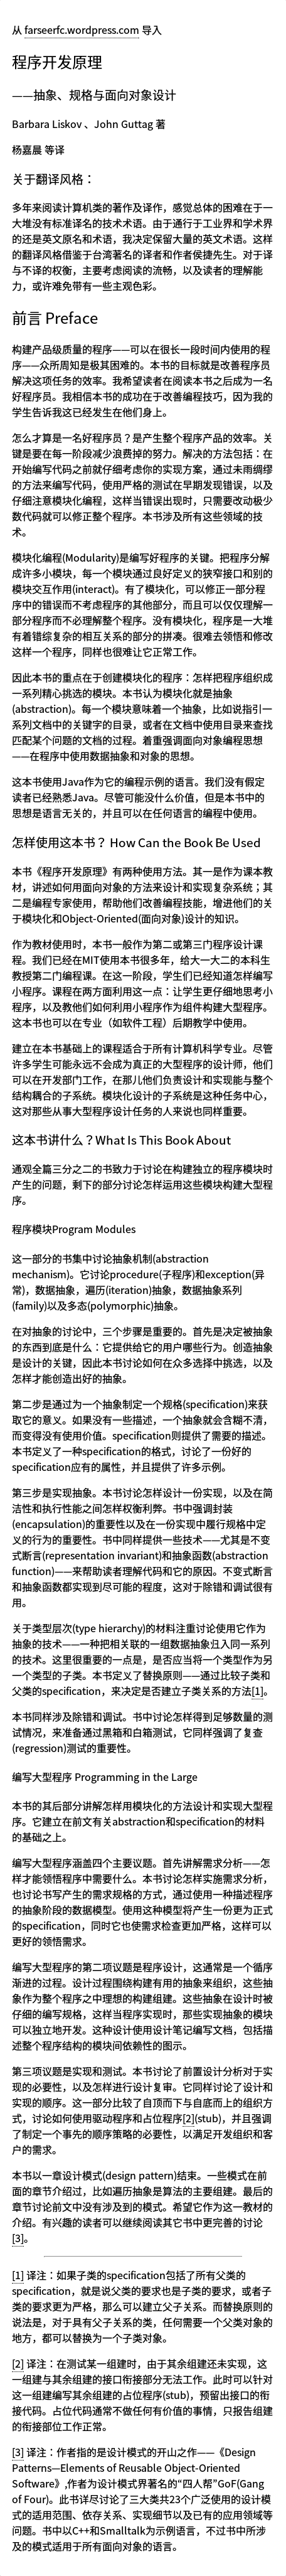 从 farseerfc.wordpress.com 导入
程序开发原理
——抽象、规格与面向对象设计
Barbara Liskov 、John Guttag 著
杨嘉晨 等译
关于翻译风格：
多年来阅读计算机类的著作及译作，感觉总体的困难在于一
大堆没有标准译名的技术术语。由于通行于工业界和学术界
的还是英文原名和术语，我决定保留大量的英文术语。这样
的翻译风格借鉴于台湾著名的译者和作者侯捷先生。对于译
与不译的权衡，主要考虑阅读的流畅，以及读者的理解能
力，或许难免带有一些主观色彩。
前言 Preface
构建产品级质量的程序——可以在很长一段时间内使用的程
序——众所周知是极其困难的。本书的目标就是改善程序员
解决这项任务的效率。我希望读者在阅读本书之后成为一名
好程序员。我相信本书的成功在于改善编程技巧，因为我的
学生告诉我这已经发生在他们身上。
怎么才算是一名好程序员？是产生整个程序产品的效率。关
键是要在每一阶段减少浪费掉的努力。解决的方法包括：在
开始编写代码之前就仔细考虑你的实现方案，通过未雨绸缪
的方法来编写代码，使用严格的测试在早期发现错误，以及
仔细注意模块化编程，这样当错误出现时，只需要改动极少
数代码就可以修正整个程序。本书涉及所有这些领域的技
术。
模块化编程(Modularity)是编写好程序的关键。把程序分解
成许多小模块，每一个模块通过良好定义的狭窄接口和别的
模块交互作用(interact)。有了模块化，可以修正一部分程
序中的错误而不考虑程序的其他部分，而且可以仅仅理解一
部分程序而不必理解整个程序。没有模块化，程序是一大堆
有着错综复杂的相互关系的部分的拼凑。很难去领悟和修改
这样一个程序，同样也很难让它正常工作。
因此本书的重点在于创建模块化的程序：怎样把程序组织成
一系列精心挑选的模块。本书认为模块化就是抽象
(abstraction)。每一个模块意味着一个抽象，比如说指引一
系列文档中的关键字的目录，或者在文档中使用目录来查找
匹配某个问题的文档的过程。着重强调面向对象编程思想
——在程序中使用数据抽象和对象的思想。
这本书使用Java作为它的编程示例的语言。我们没有假定
读者已经熟悉Java。尽管可能没什么价值，但是本书中的
思想是语言无关的，并且可以在任何语言的编程中使用。
怎样使用这本书？ How Can the Book Be Used
本书《程序开发原理》有两种使用方法。其一是作为课本教
材，讲述如何用面向对象的方法来设计和实现复杂系统；其
二是编程专家使用，帮助他们改善编程技能，增进他们的关
于模块化和Object-Oriented(面向对象)设计的知识。
作为教材使用时，本书一般作为第二或第三门程序设计课
程。我们已经在MIT使用本书很多年，给大一大二的本科生
教授第二门编程课。在这一阶段，学生们已经知道怎样编写
小程序。课程在两方面利用这一点：让学生更仔细地思考小
程序，以及教他们如何利用小程序作为组件构建大型程序。
这本书也可以在专业（如软件工程）后期教学中使用。
建立在本书基础上的课程适合于所有计算机科学专业。尽管
许多学生可能永远不会成为真正的大型程序的设计师，他们
可以在开发部门工作，在那儿他们负责设计和实现能与整个
结构耦合的子系统。模块化设计的子系统是这种任务中心，
这对那些从事大型程序设计任务的人来说也同样重要。
这本书讲什么？What Is This Book About
通观全篇三分之二的书致力于讨论在构建独立的程序模块时
产生的问题，剩下的部分讨论怎样运用这些模块构建大型程
序。
程序模块Program Modules
这一部分的书集中讨论抽象机制(abstraction
mechanism)。它讨论procedure(子程序)和exception(异
常)，数据抽象，遍历(iteration)抽象，数据抽象系列
(family)以及多态(polymorphic)抽象。
在对抽象的讨论中，三个步骤是重要的。首先是决定被抽象
的东西到底是什么：它提供给它的用户哪些行为。创造抽象
是设计的关键，因此本书讨论如何在众多选择中挑选，以及
怎样才能创造出好的抽象。
第二步是通过为一个抽象制定一个规格(specification)来获
取它的意义。如果没有一些描述，一个抽象就会含糊不清，
而变得没有使用价值。specification则提供了需要的描述。
本书定义了一种specification的格式，讨论了一份好的
specification应有的属性，并且提供了许多示例。
第三步是实现抽象。本书讨论怎样设计一份实现，以及在简
洁性和执行性能之间怎样权衡利弊。书中强调封装
(encapsulation)的重要性以及在一份实现中履行规格中定
义的行为的重要性。书中同样提供一些技术——尤其是不变
式断言(representation invariant)和抽象函数(abstraction
function)——来帮助读者理解代码和它的原因。不变式断言
和抽象函数都实现到尽可能的程度，这对于除错和调试很有
用。
关于类型层次(type hierarchy)的材料注重讨论使用它作为
抽象的技术——一种把相关联的一组数据抽象归入同一系列
的技术。这里很重要的一点是，是否应当将一个类型作为另
一个类型的子类。本书定义了替换原则——通过比较子类和
父类的specification，来决定是否建立子类关系的方法[1]。
本书同样涉及除错和调试。书中讨论怎样得到足够数量的测
试情况，来准备通过黑箱和白箱测试，它同样强调了复查
(regression)测试的重要性。
编写大型程序 Programming in the Large
本书的其后部分讲解怎样用模块化的方法设计和实现大型程
序。它建立在前文有关abstraction和specification的材料
的基础之上。
编写大型程序涵盖四个主要议题。首先讲解需求分析——怎
样才能领悟程序中需要什么。本书讨论怎样实施需求分析，
也讨论书写产生的需求规格的方式，通过使用一种描述程序
的抽象阶段的数据模型。使用这种模型将产生一份更为正式
的specification，同时它也使需求检查更加严格，这样可以
更好的领悟需求。
编写大型程序的第二项议题是程序设计，这通常是一个循序
渐进的过程。设计过程围绕构建有用的抽象来组织，这些抽
象作为整个程序之中理想的构建组建。这些抽象在设计时被
仔细的编写规格，这样当程序实现时，那些实现抽象的模块
可以独立地开发。这种设计使用设计笔记编写文档，包括描
述整个程序结构的模块间依赖性的图示。
第三项议题是实现和测试。本书讨论了前置设计分析对于实
现的必要性，以及怎样进行设计复审。它同样讨论了设计和
实现的顺序。这一部分比较了自顶而下与自底而上的组织方
式，讨论如何使用驱动程序和占位程序[2](stub)，并且强调
了制定一个事先的顺序策略的必要性，以满足开发组织和客
户的需求。
本书以一章设计模式(design pattern)结束。一些模式在前
面的章节介绍过，比如遍历抽象是算法的主要组建。最后的
章节讨论前文中没有涉及到的模式。希望它作为这一教材的
介绍。有兴趣的读者可以继续阅读其它书中更完善的讨论
[3]。
[1] 译注：如果子类的specification包括了所有父类的
specification，就是说父类的要求也是子类的要求，或者子
类的要求更为严格，那么可以建立父子关系。而替换原则的
说法是，对于具有父子关系的类，任何需要一个父类对象的
地方，都可以替换为一个子类对象。
[2] 译注：在测试某一组建时，由于其余组建还未实现，这
一组建与其余组建的接口衔接部分无法工作。此时可以针对
这一组建编写其余组建的占位程序(stub)，预留出接口的衔
接代码。占位代码通常不做任何有价值的事情，只报告组建
的衔接部位工作正常。
[3] 译注：作者指的是设计模式的开山之作——《Design
Patterns—Elements of Reusable Object-Oriented
Software》,作者为设计模式界著名的“四人帮”GoF(Gang
of Four)。此书详尽讨论了三大类共23个广泛使用的设计模
式的适用范围、依存关系、实现细节以及已有的应用领域等
问题。书中以C++和Smalltalk为示例语言，不过书中所涉
及的模式适用于所有面向对象的语言。